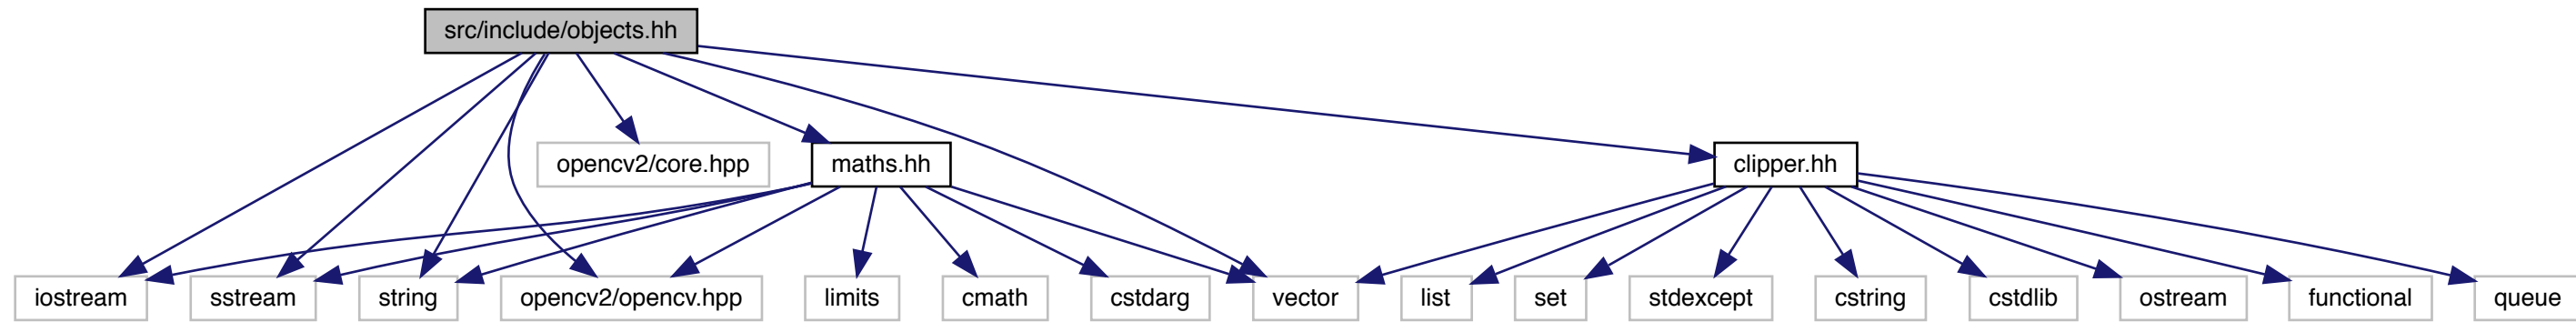 src/include/objects.hh
opencv2/core.hpp
maths.hh
clipper.hh
iostream
sstream
string
opencv2/opencv.hpp
limits
cmath
cstdarg
vector
list
set
stdexcept
cstring
cstdlib
ostream
functional
queue